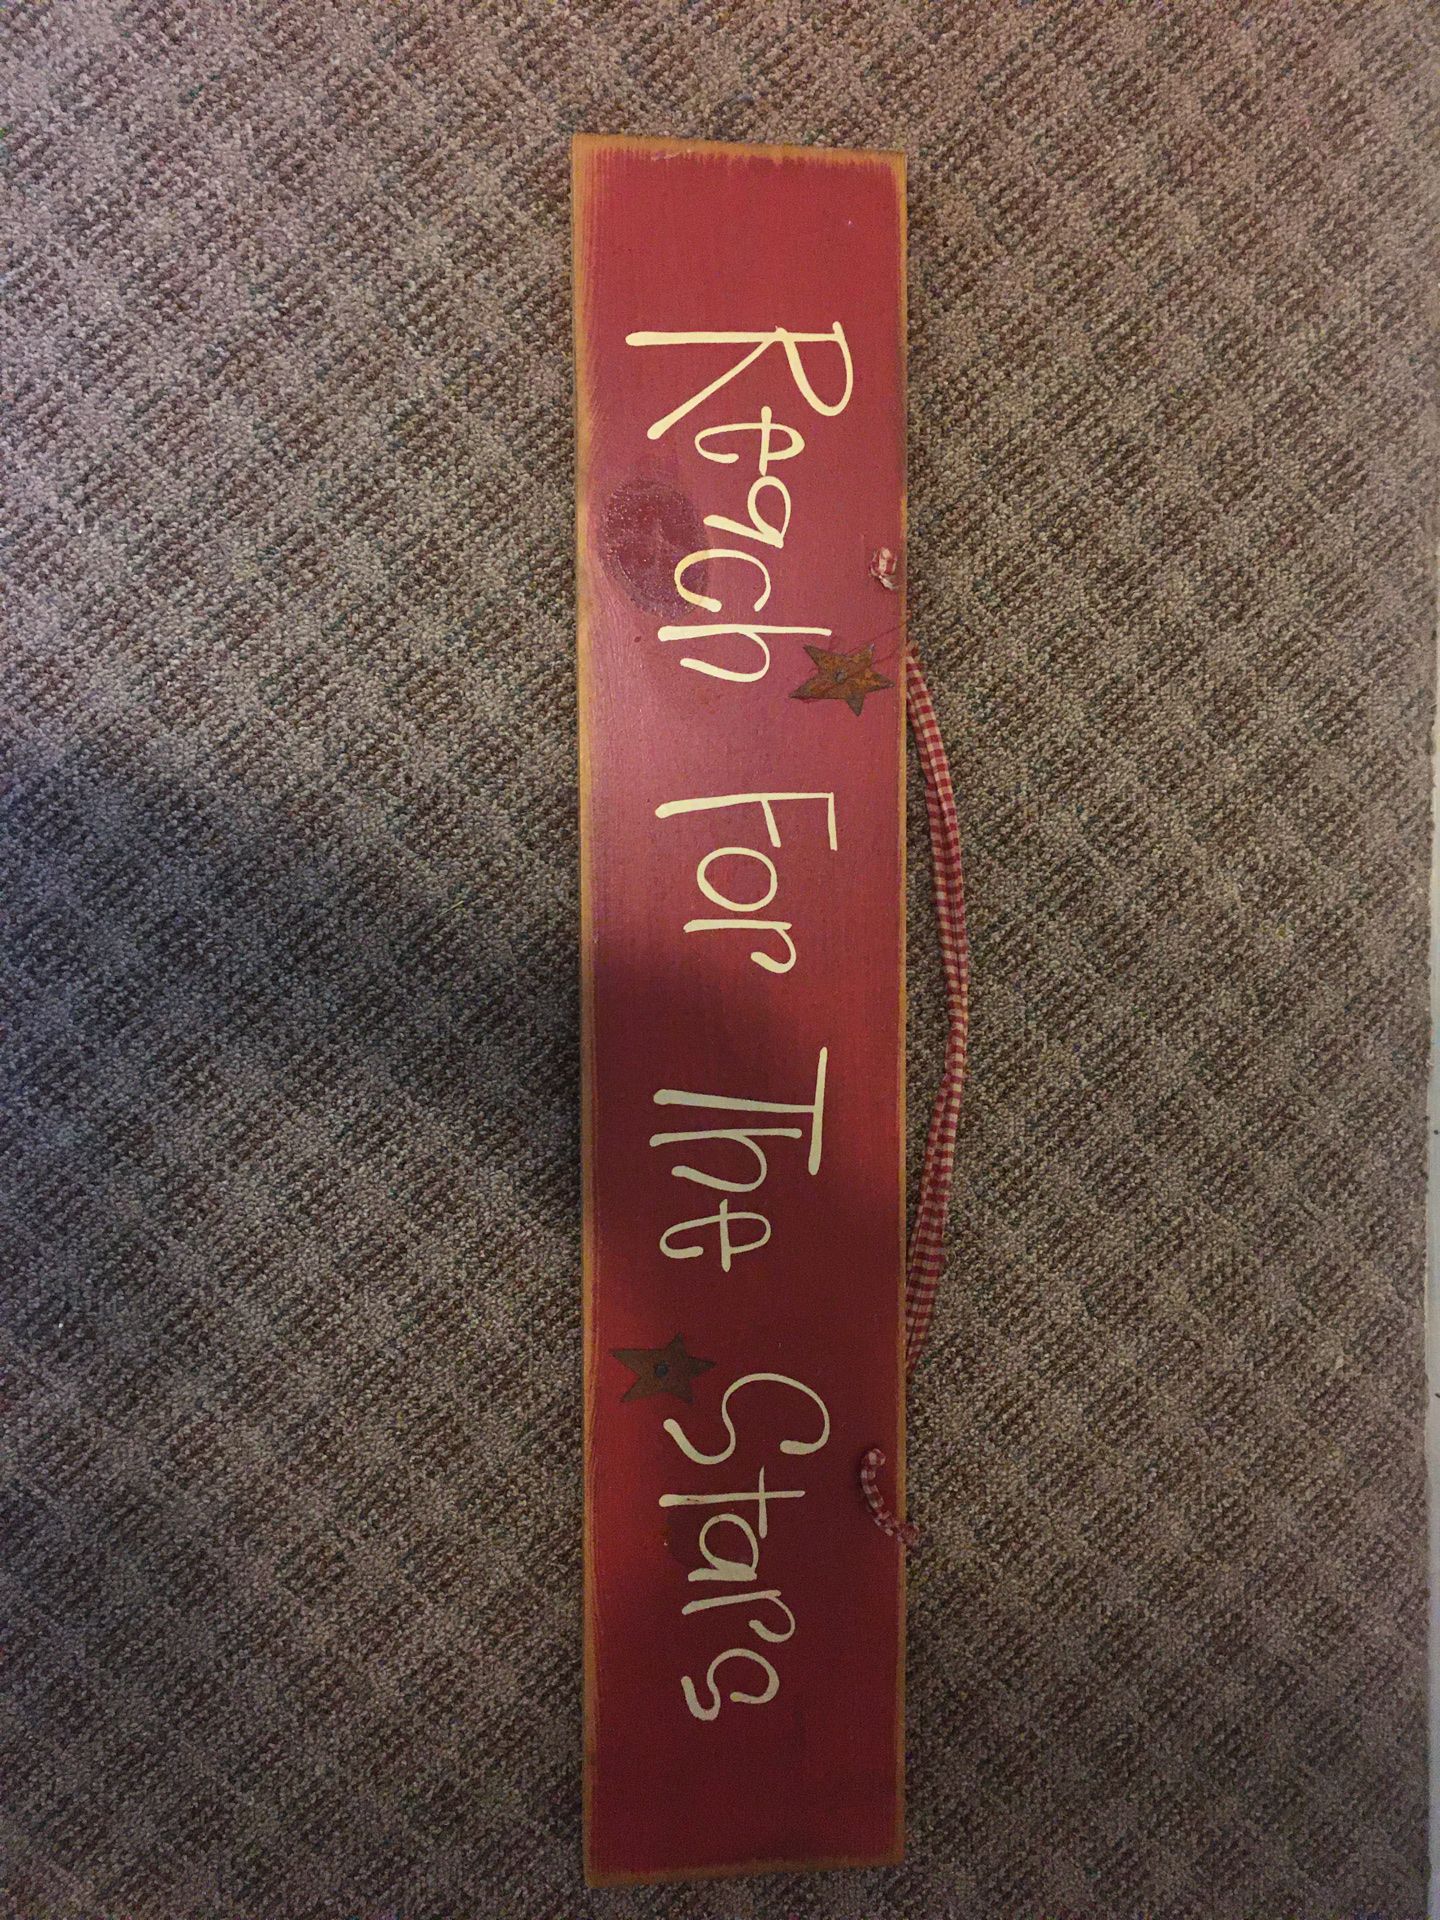 Reach For The Stars